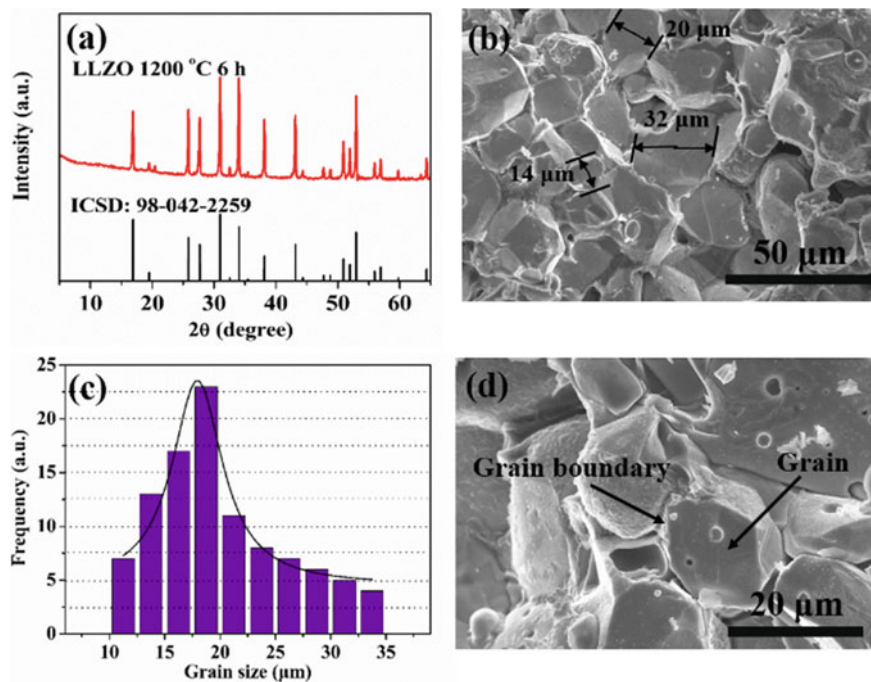 (a)
LLZO 1200 °C 6 h
ICSD: 98-042-2259
Intensity (a.u.)
10 20 30 40 50 60
2θ (degree)
(b)
20 μm
32 μm
14 μm
50 μm
(c)
25
20
15
10
5
0
Frequency (a.u.)
10 15 20 25 30 35
Grain size (μm)
(d)
Grain boundary
Grain
20 μm